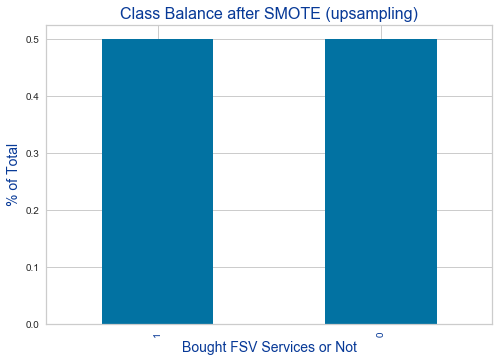 Class Balance after SMOTE (upsampling)
0.5
0.4
0.3
0.2
0.1
0.0
% of Total
1
0
Bought FSV Services or Not